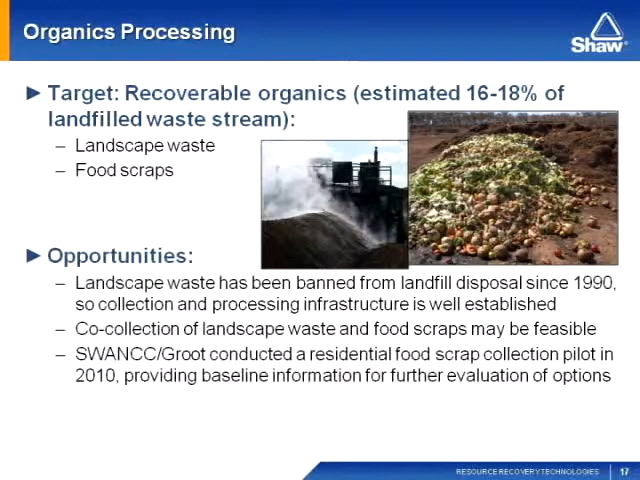 Organics Processing
Shaw
► Target: Recoverable organics (estimated 16-18% of
landfilled waste stream):
– Landscape waste
– Food scraps
► Opportunities:
– Landscape waste has been banned from landfill disposal since 1990,
so collection and processing infrastructure is well established
– Co-collection of landscape waste and food scraps may be feasible
– SWANCC/Groot conducted a residential food scrap collection pilot in
2010, providing baseline information for further evaluation of options
RESOURCE RECOVERY TECHNOLOGIES 17